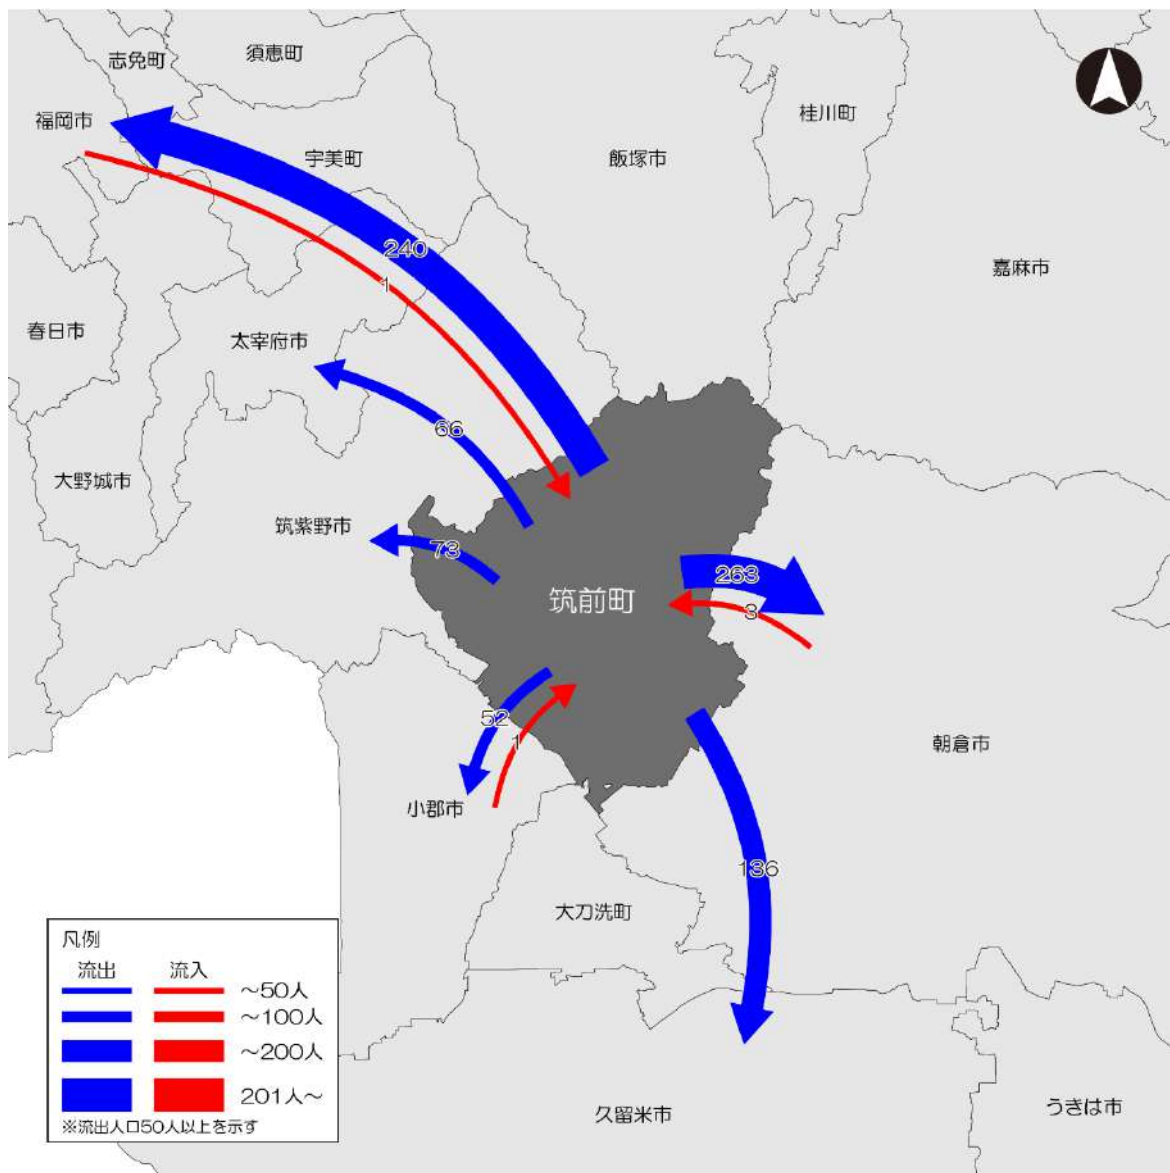 志免町
須恵町
福岡市
桂川町
宇美町
飯塚市
240
嘉麻市
1
春日市
太宰府市
66
大野城市
筑紫野市
73
263
筑前町
3
52
1
朝倉市
小郡市
136
大刀洗町
凡例
流出 流入
～50人
～100人
～200人
201人～
※流出人口50人以上を示す
久留米市
うきは市